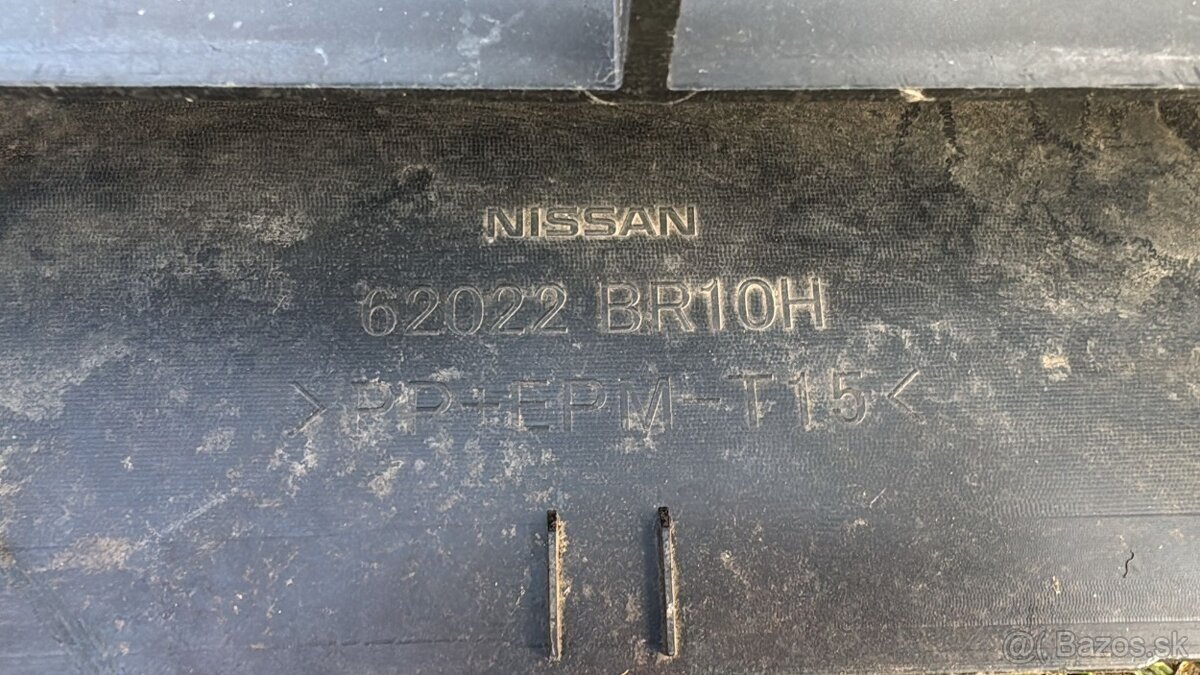 NISSAN
62022 BR10H
>PP+EPM-T15<
@( Bazos.sk